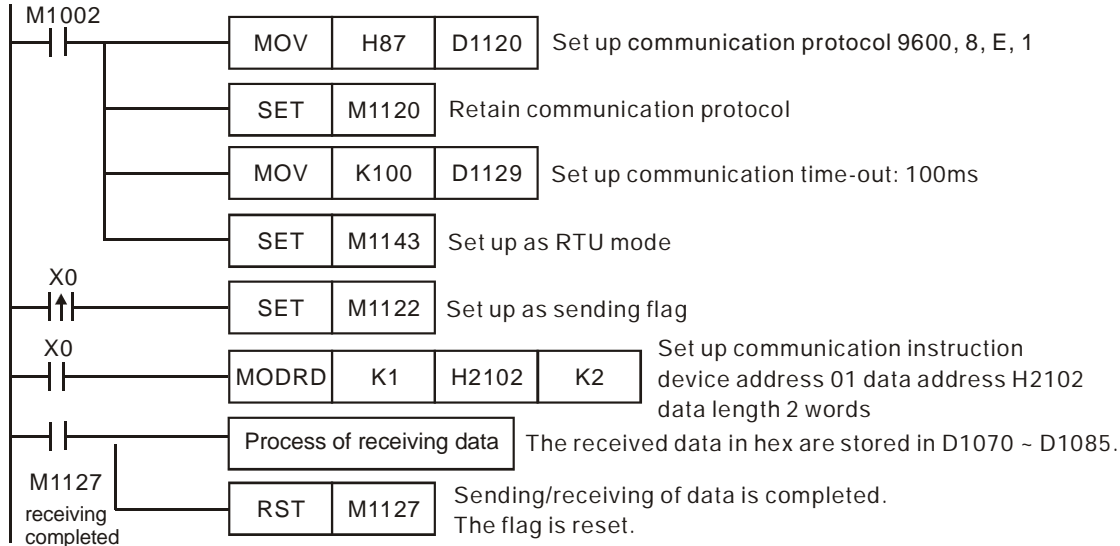 M1002
MOV H87 D1120 Set up communication protocol 9600, 8, E, 1
SET M1120 Retain communication protocol
MOV K100 D1129 Set up communication time-out: 100ms
SET M1143 Set up as RTU mode
X0
SET M1122 Set up as sending flag
X0
MODRD K1 H2102 K2
Set up communication instruction
device address 01 data address H2102
data length 2 words
Process of receiving data The received data in hex are stored in D1070 ~ D1085.
M1127
receiving
completed
RST M1127
Sending/receiving of data is completed.
The flag is reset.